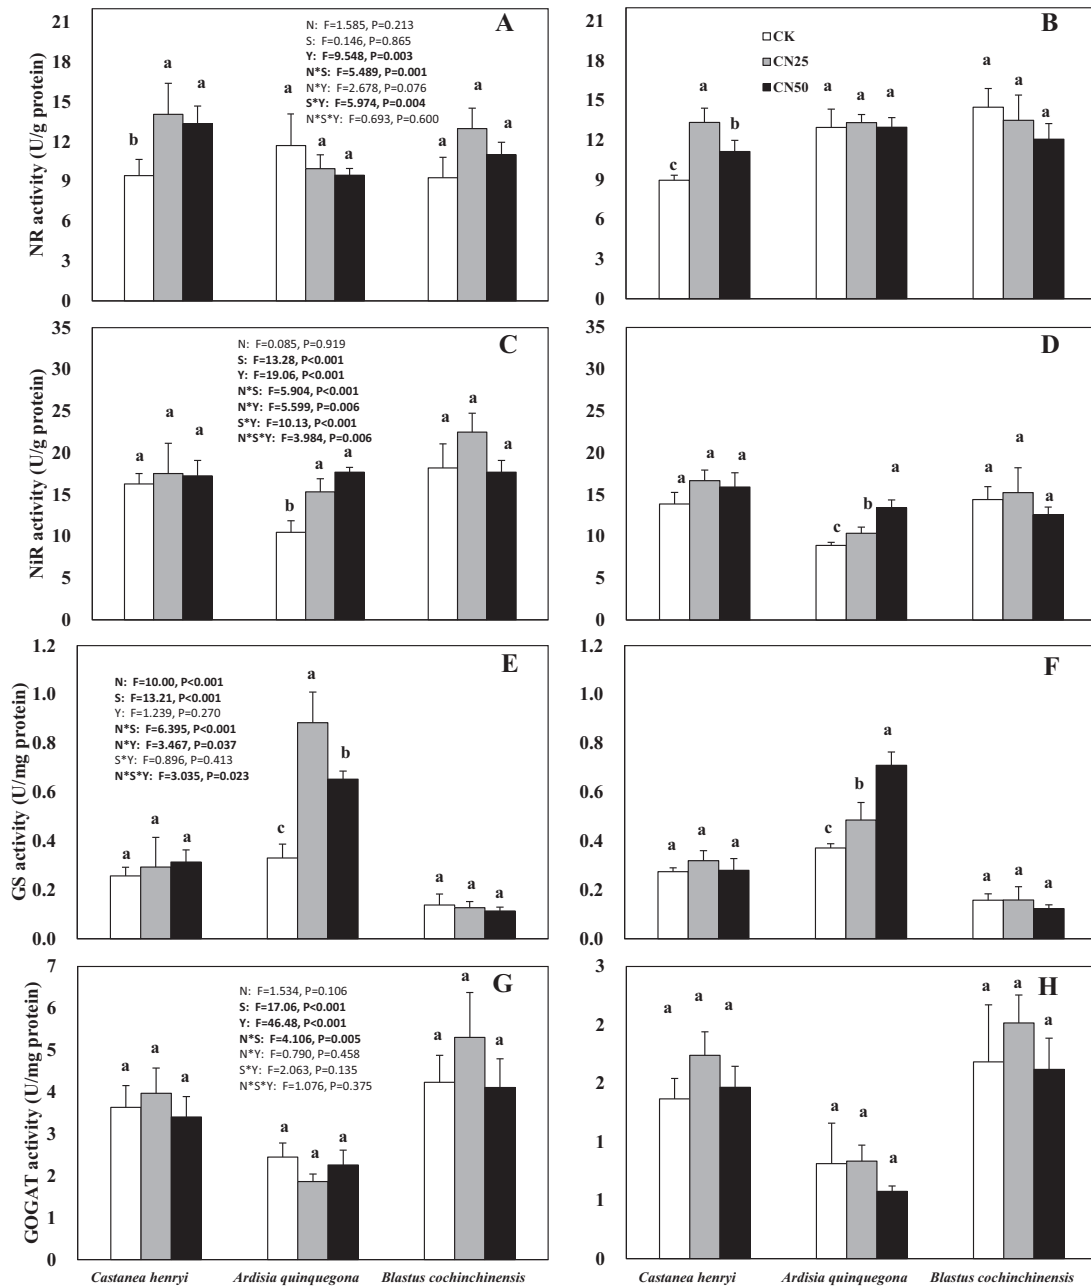 21
18
15
12
9
6
3
0
NR activity (U/g protein)
A
N: F=1.585, P=0.213
S: F=0.146, P=0.865
Y: F=9.548, P=0.003
N*S: F=5.489, P=0.001
N*Y: F=2.678, P=0.076
S*Y: F=5.974, P=0.004
N*S*Y: F=0.693, P=0.600
b a a
a a a
a a a
21
18
15
12
9
6
3
0
B
CK
CN25
CN50
c a b
a a a
a a a
35
30
25
20
15
10
5
0
NiR activity (U/g protein)
C
N: F=0.085, P=0.919
S: F=13.28, P<0.001
Y: F=19.06, P<0.001
N*S: F=5.904, P<0.001
N*Y: F=5.599, P=0.006
S*Y: F=10.13, P<0.001
N*S*Y: F=3.984, P=0.006
a a a
b a a
a a a
35
30
25
20
15
10
5
0
D
a a a
c b a
a a a
1.2
1.0
0.8
0.6
0.4
0.2
0.0
GS activity (U/mg protein)
E
N: F=10.00, P<0.001
S: F=13.21, P<0.001
Y: F=1.239, P=0.270
N*S: F=6.395, P<0.001
N*Y: F=3.467, P=0.037
S*Y: F=0.896, P=0.413
N*S*Y: F=3.035, P=0.023
a a a
c a b
a a a
1.2
1.0
0.8
0.6
0.4
0.2
0.0
F
a a a
c b a
a a a
7
6
5
4
3
2
1
0
GOGAT activity (U/mg protein)
G
N: F=1.534, P=0.106
S: F=17.06, P<0.001
Y: F=46.48, P<0.001
N*S: F=4.106, P=0.005
N*Y: F=0.790, P=0.458
S*Y: F=2.063, P=0.135
N*S*Y: F=1.076, P=0.375
a a a
a a a
a a a
Castanea henryi Ardisia quinquegona Blastus cochinchinensis
3
2
2
1
1
0
H
a a a
a a a
a a a
Castanea henryi Ardisia quinquegona Blastus cochinchinensis